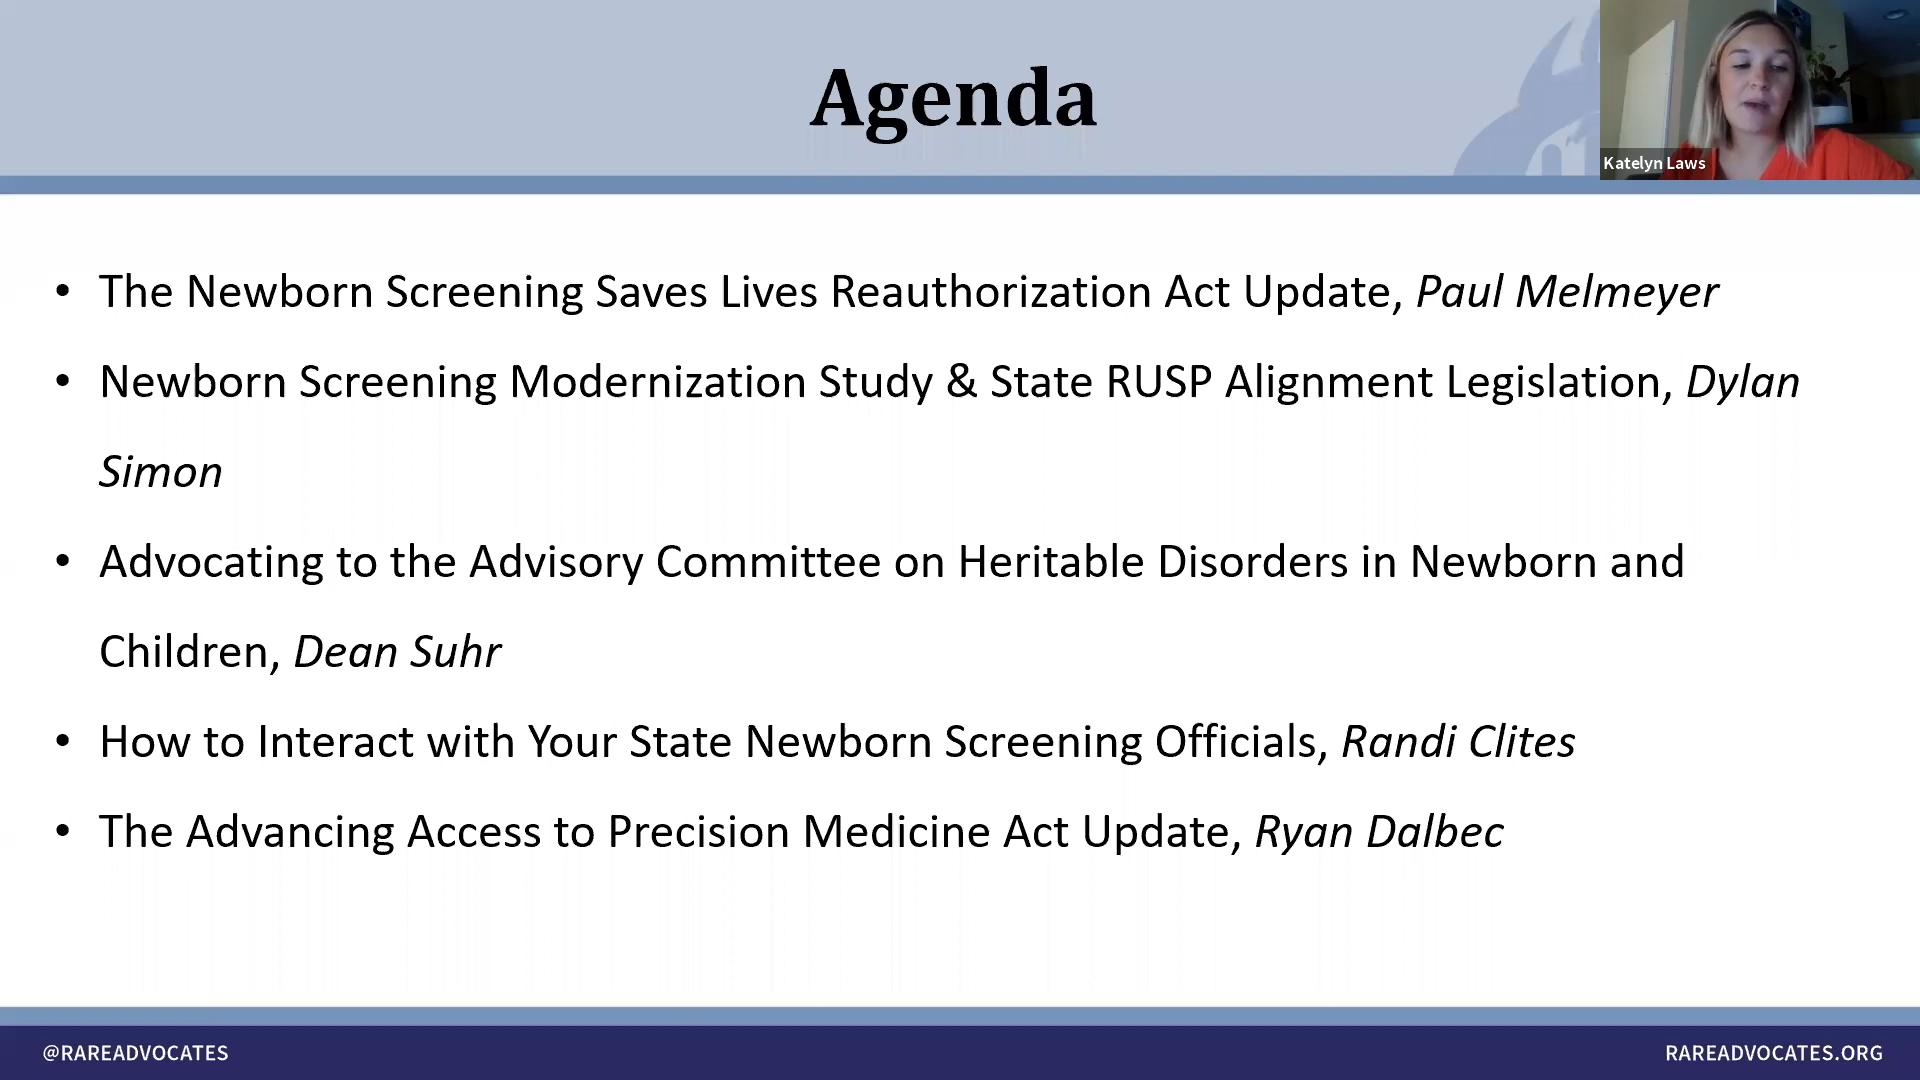 Agenda
Katelyn Laws
• The Newborn Screening Saves Lives Reauthorization Act Update, Paul Melmeyer
• Newborn Screening Modernization Study & State RUSP Alignment Legislation, Dylan
Simon
• Advocating to the Advisory Committee on Heritable Disorders in Newborn and
Children, Dean Suhr
• How to Interact with Your State Newborn Screening Officials, Randi Clites
• The Advancing Access to Precision Medicine Act Update, Ryan Dalbec
@RAREADVOCATES
RAREADVOCATES.ORG